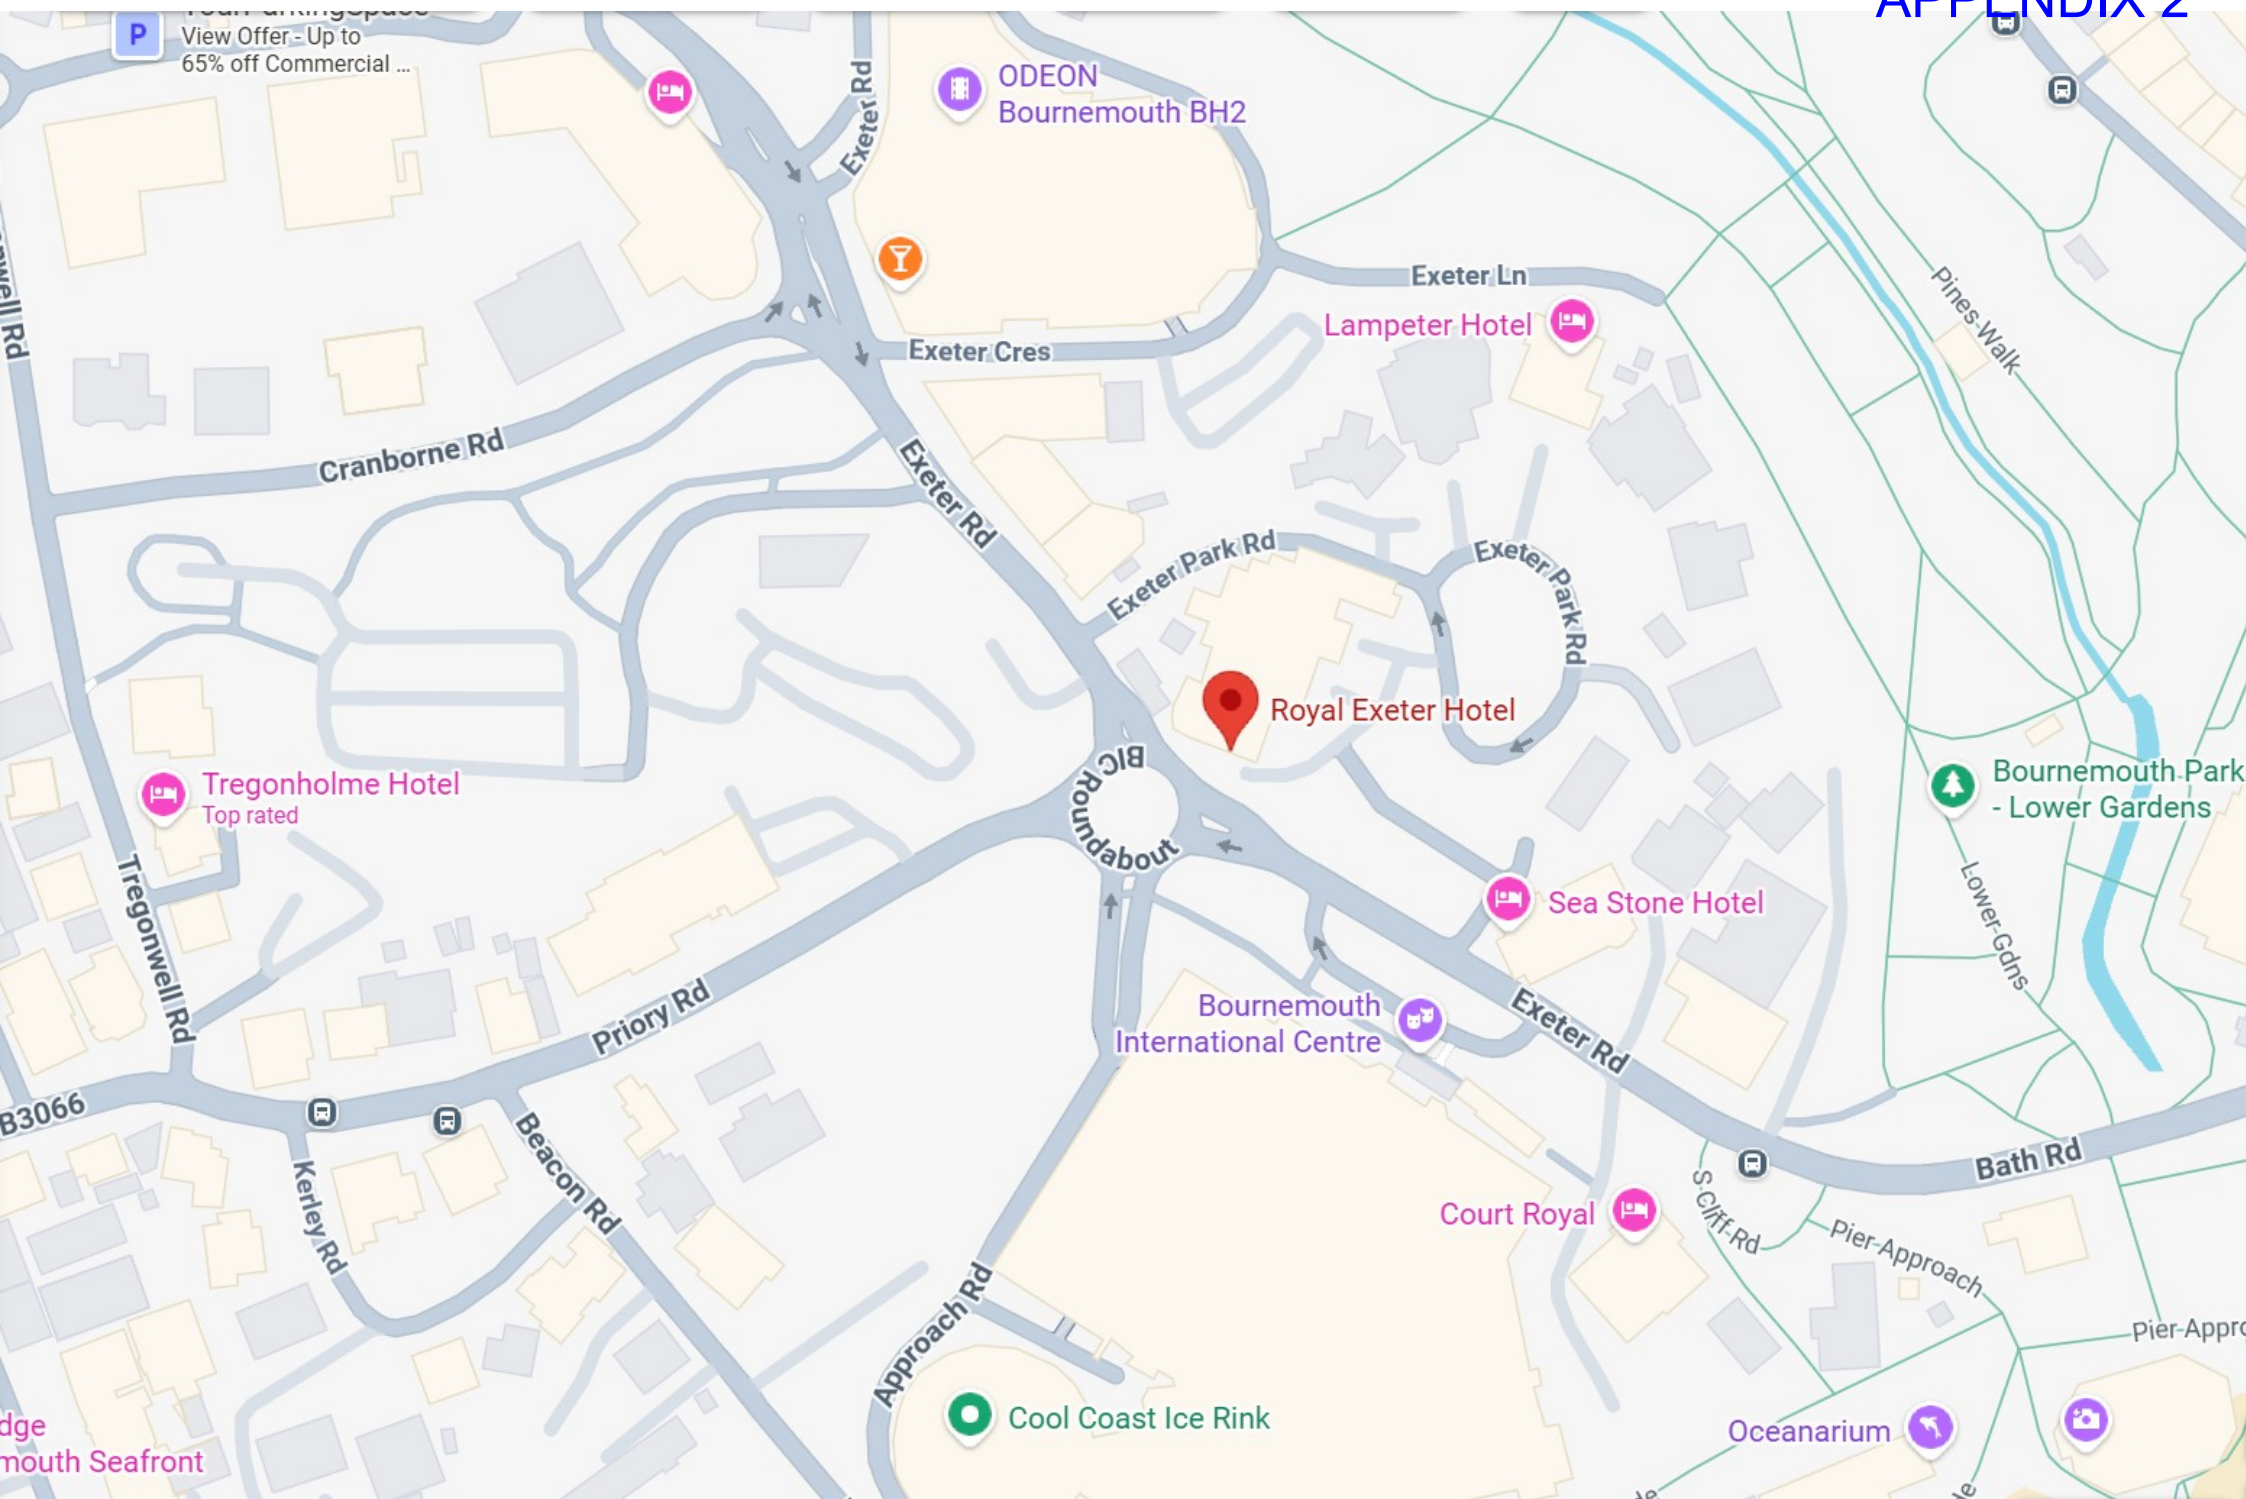 APPENDIX 2
YourParkingSpace
View Offer - Up to
65% off Commercial ...
Exeter Rd
ODEON
Bournemouth BH2
Exeter Ln
Lampeter Hotel
Exeter Cres
Pines Walk
Cranborne Rd
Exeter Rd
Exeter Park Rd
Exeter Park Rd
Royal Exeter Hotel
BIC Roundabout
Tregonholme Hotel
Top rated
Bournemouth Park
- Lower Gardens
Tregonwell Rd
Lower Gdns
Sea Stone Hotel
Priory Rd
Bournemouth
International Centre
Exeter Rd
B3066
Beacon Rd
Kerley Rd
Bath Rd
S Cliff Rd
Court Royal
Pier Approach
Approach Rd
Cool Coast Ice Rink
Oceanarium
mouth Seafront